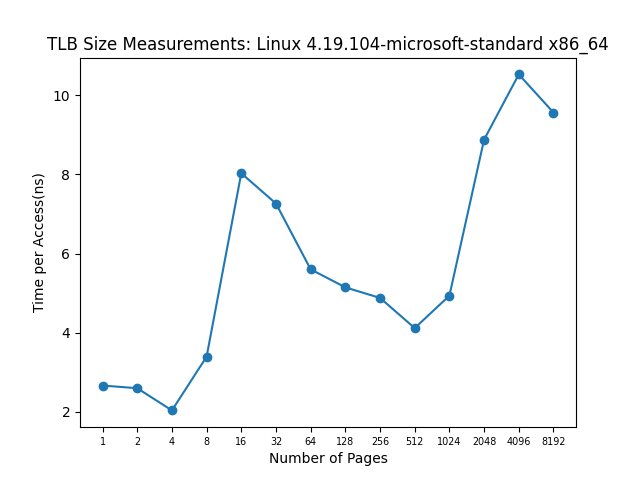 TLB Size Measurements: Linux 4.19.104-microsoft-standard x86_64
10
8
6
4
2
Time per Access(ns)
1 2 4 8 16 32 64 128 256 512 1024 2048 4096 8192
Number of Pages